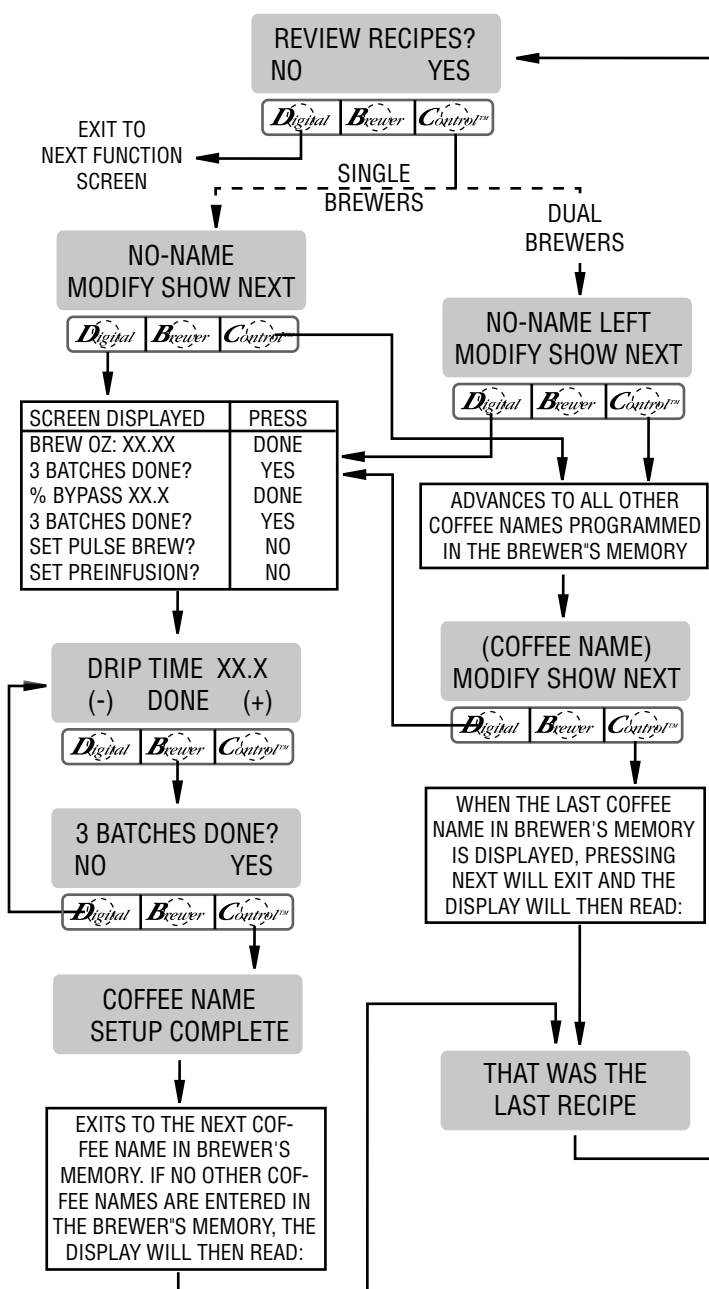 REVIEW RECIPES?
NO YES
Digital Brewer Control™
EXIT TO
NEXT FUNCTION
SCREEN
SINGLE
BREWERS
DUAL
BREWERS
NO-NAME
MODIFY SHOW NEXT
Digital Brewer Control™
NO-NAME LEFT
MODIFY SHOW NEXT
Digital Brewer Control™
SCREEN DISPLAYED PRESS
BREW OZ: XX.XX DONE
3 BATCHES DONE? YES
% BYPASS XX.X DONE
3 BATCHES DONE? YES
SET PULSE BREW? NO
SET PREINFUSION? NO
ADVANCES TO ALL OTHER
COFFEE NAMES PROGRAMMED
IN THE BREWER"S MEMORY
DRIP TIME XX.X
(-) DONE (+)
Digital Brewer Control™
(COFFEE NAME)
MODIFY SHOW NEXT
Digital Brewer Control™
3 BATCHES DONE?
NO YES
Digital Brewer Control™
WHEN THE LAST COFFEE
NAME IN BREWER'S MEMORY
IS DISPLAYED, PRESSING
NEXT WILL EXIT AND THE
DISPLAY WILL THEN READ:
COFFEE NAME
SETUP COMPLETE
THAT WAS THE
LAST RECIPE
EXITS TO THE NEXT COF-
FEE NAME IN BREWER'S
MEMORY. IF NO OTHER COF-
FEE NAMES ARE ENTERED IN
THE BREWER"S MEMORY, THE
DISPLAY WILL THEN READ: